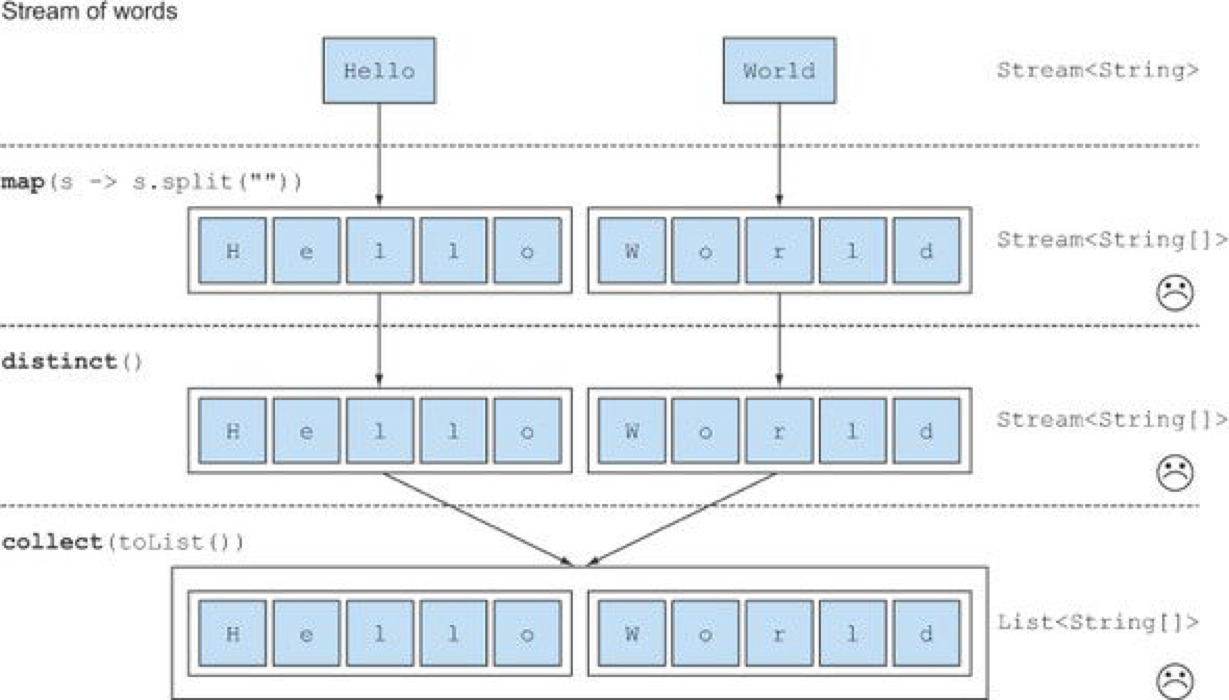 Stream of words
Hello World Stream<String>
map(s -> s.split(""))
H e l l o W o r l d Stream<String[]>
distinct()
H e l l o W o r l d Stream<String[]>
collect(toList())
H e l l o W o r l d List<String[]>